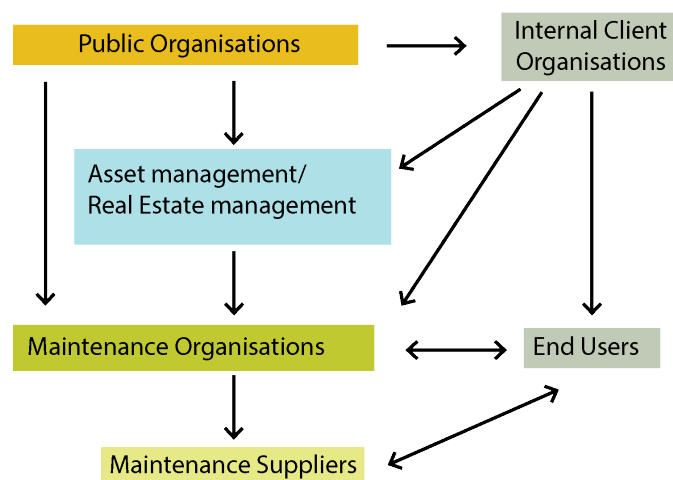 Public Organisations
Internal Client
Organisations
Asset management/
Real Estate management
Maintenance Organisations
End Users
Maintenance Suppliers